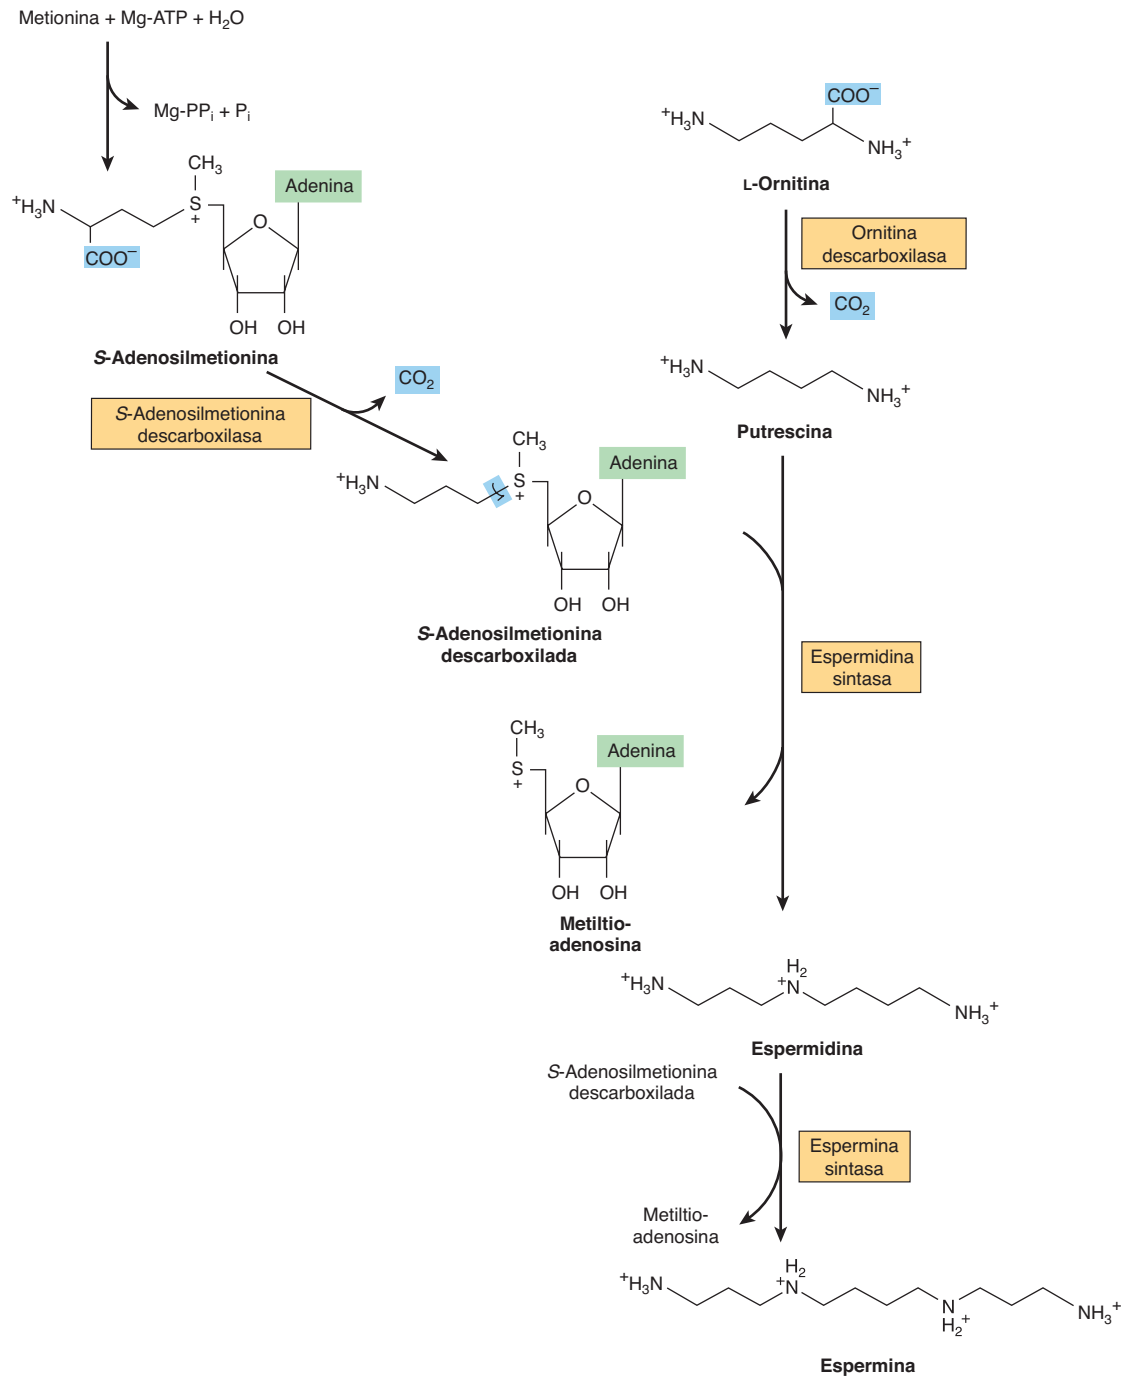 Metionina + Mg-ATP + H₂O
Mg-PPᵢ + Pᵢ
CH₃
Adenina
⁺H₃N
S
+
O
COO⁻
OH OH
S-Adenosilmetionina
COO⁻
⁺H₃N
NH₃⁺
L-Ornitina
Ornitina
descarboxilasa
CO₂
⁺H₃N
NH₃⁺
Putrescina
CO₂
S-Adenosilmetionina
descarboxilasa
CH₃
Adenina
⁺H₃N
S
+
O
OH OH
S-Adenosilmetionina
descarboxilada
Espermidina
sintasa
CH₃
Adenina
S
+
O
OH OH
Metiltio-
adenosina
H₂
⁺H₃N
⁺N
NH₃⁺
Espermidina
S-Adenosilmetionina
descarboxilada
Espermina
sintasa
Metiltio-
adenosina
H₂
⁺H₃N
⁺N
N
H₂⁺
NH₃⁺
Espermina